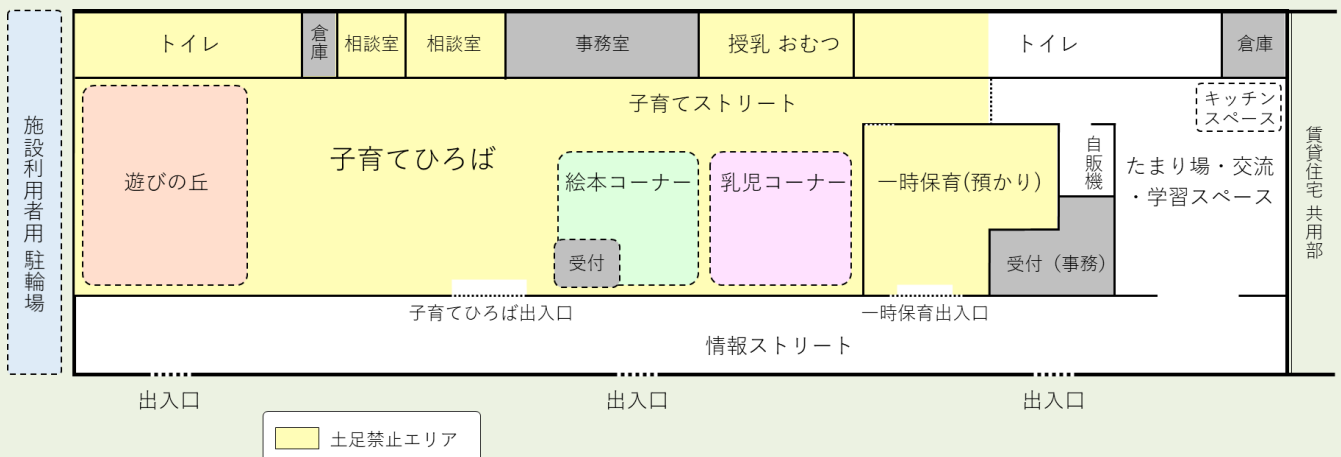 トイレ
倉庫
相談室
相談室
事務室
授乳 おむつ
トイレ
倉庫
子育てストリート
キッチン
スペース
施設利用者用 駐輪場
遊びの丘
子育てひろば
絵本コーナー
乳児コーナー
一時保育(預かり)
自販機
たまり場・交流
・学習スペース
賃貸住宅 共用部
受付
受付（事務）
子育てひろば出入口
一時保育出入口
情報ストリート
出入口
出入口
出入口
土足禁止エリア